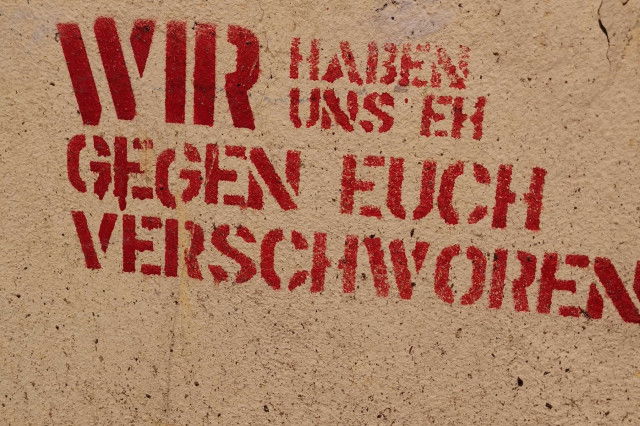 WIR HABEN
UNS EH
GEGEN EUCH
VERSCHWOREN